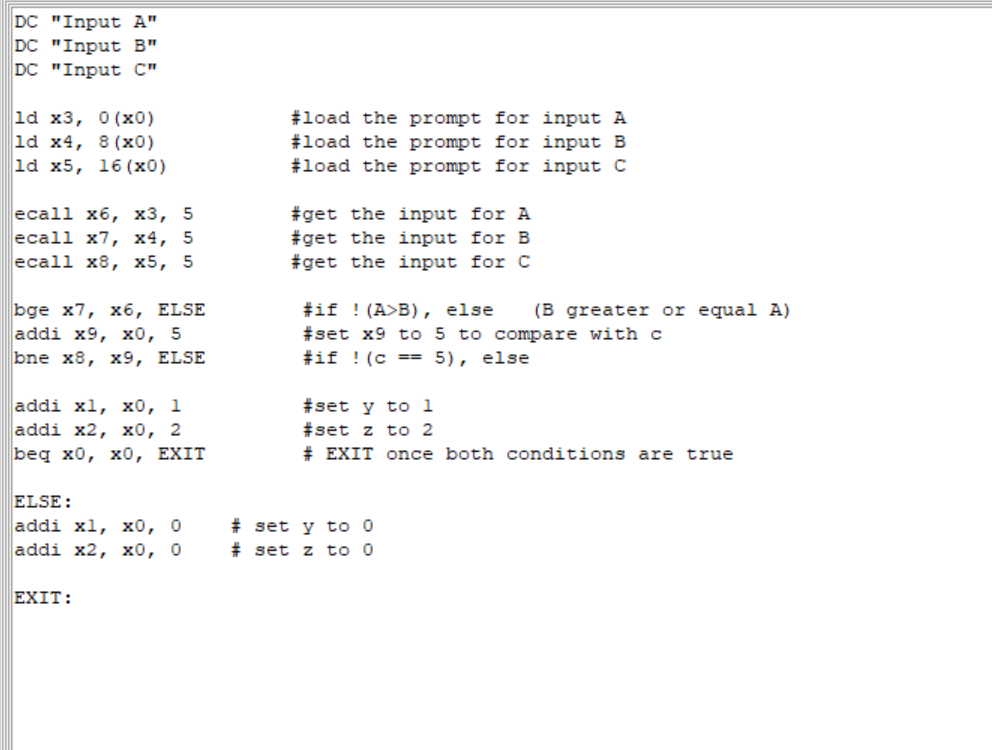 DC "Input A"
DC "Input B"
DC "Input C"
ld x3, 0(x0) #load the prompt for input A
ld x4, 8(x0) #load the prompt for input B
ld x5, 16(x0) #load the prompt for input C
ecall x6, x3, 5 #get the input for A
ecall x7, x4, 5 #get the input for B
ecall x8, x5, 5 #get the input for C
bge x7, x6, ELSE #if !(A>B), else (B greater or equal A)
addi x9, x0, 5 #set x9 to 5 to compare with c
bne x8, x9, ELSE #if !(c == 5), else
addi x1, x0, 1 #set y to 1
addi x2, x0, 2 #set z to 2
beq x0, x0, EXIT # EXIT once both conditions are true
ELSE:
addi x1, x0, 0 # set y to 0
addi x2, x0, 0 # set z to 0
EXIT: